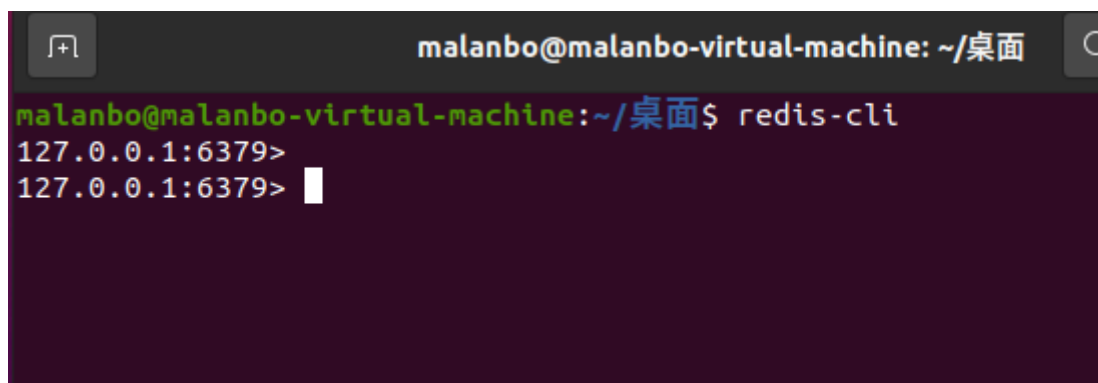 malanbo@malanbo-virtual-machine: ~/桌面
malanbo@malanbo-virtual-machine:~/桌面$ redis-cli
127.0.0.1:6379>
127.0.0.1:6379>